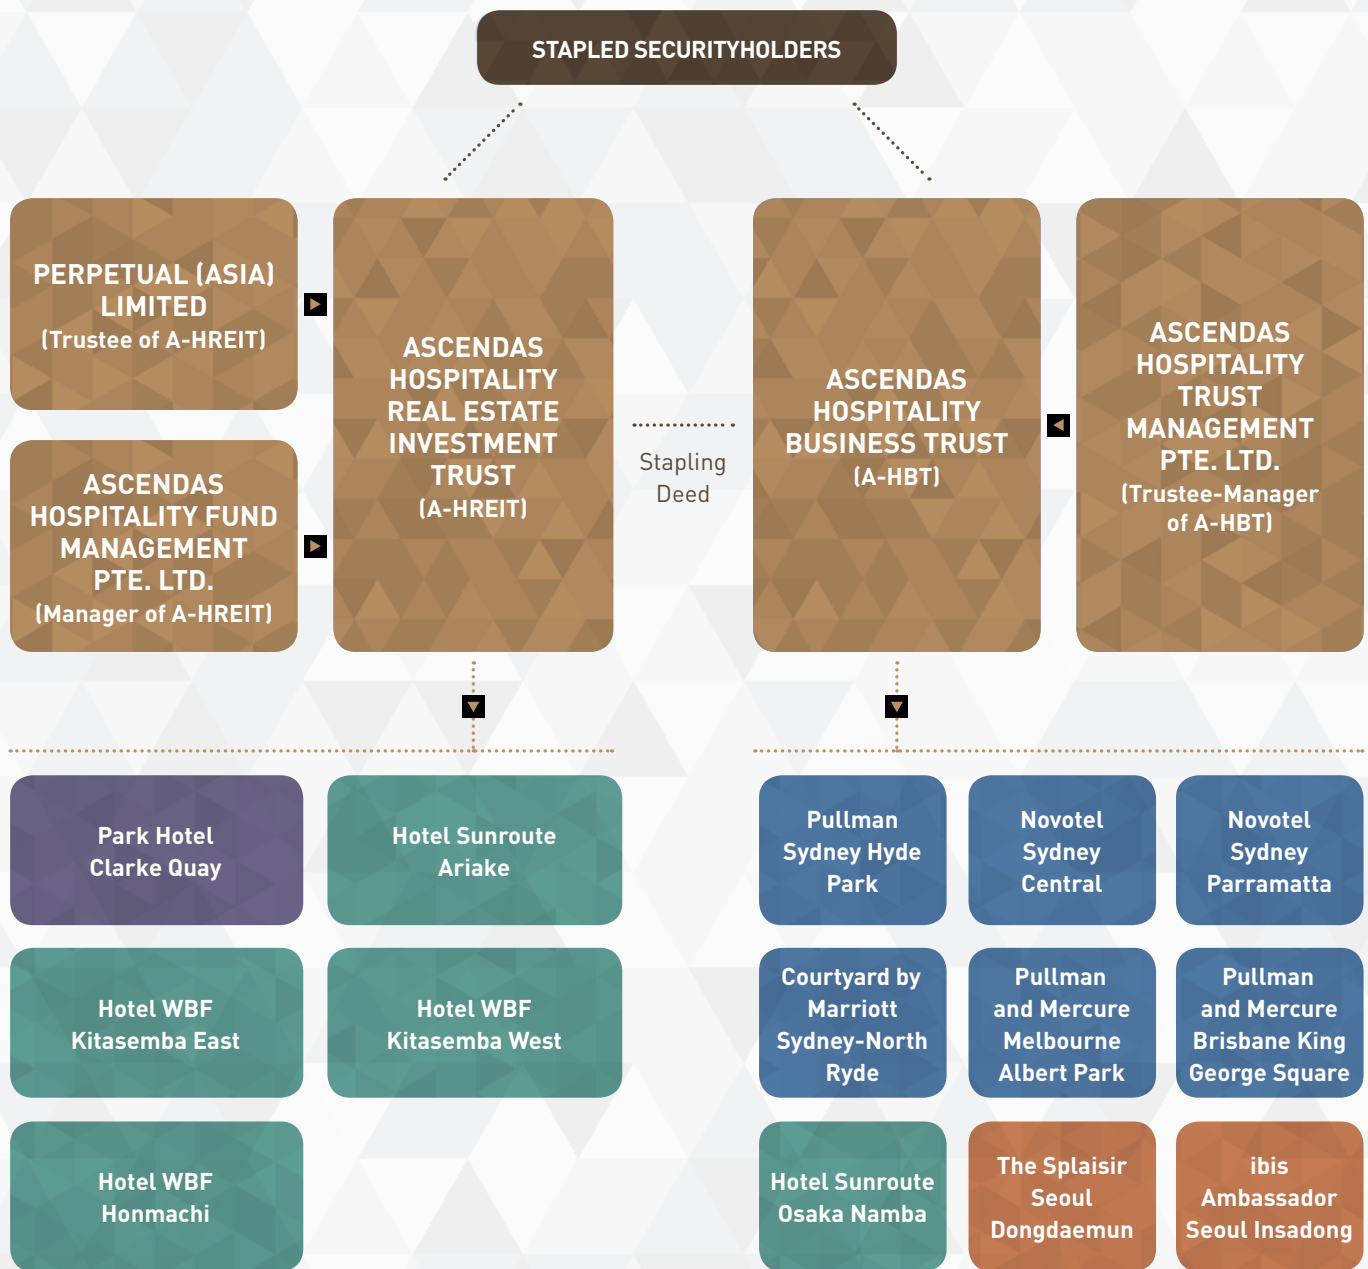 STAPLED SECURITYHOLDERS
PERPETUAL (ASIA)
LIMITED
(Trustee of A-HREIT)
ASCENDAS
HOSPITALITY FUND
MANAGEMENT
PTE. LTD.
(Manager of A-HREIT)
ASCENDAS
HOSPITALITY
REAL ESTATE
INVESTMENT
TRUST
(A-HREIT)
Stapling
Deed
ASCENDAS
HOSPITALITY
BUSINESS TRUST
(A-HBT)
ASCENDAS
HOSPITALITY
TRUST
MANAGEMENT
PTE. LTD.
(Trustee-Manager
of A-HBT)
Park Hotel
Clarke Quay
Hotel Sunroute
Ariake
Hotel WBF
Kitasemba East
Hotel WBF
Kitasemba West
Hotel WBF
Honmachi
Pullman
Sydney Hyde
Park
Novotel
Sydney
Central
Novotel
Sydney
Parramatta
Courtyard by
Marriott
Sydney-North
Ryde
Pullman
and Mercure
Melbourne
Albert Park
Pullman
and Mercure
Brisbane King
George Square
Hotel Sunroute
Osaka Namba
The Splaisir
Seoul
Dongdaemun
ibis
Ambassador
Seoul Insadong